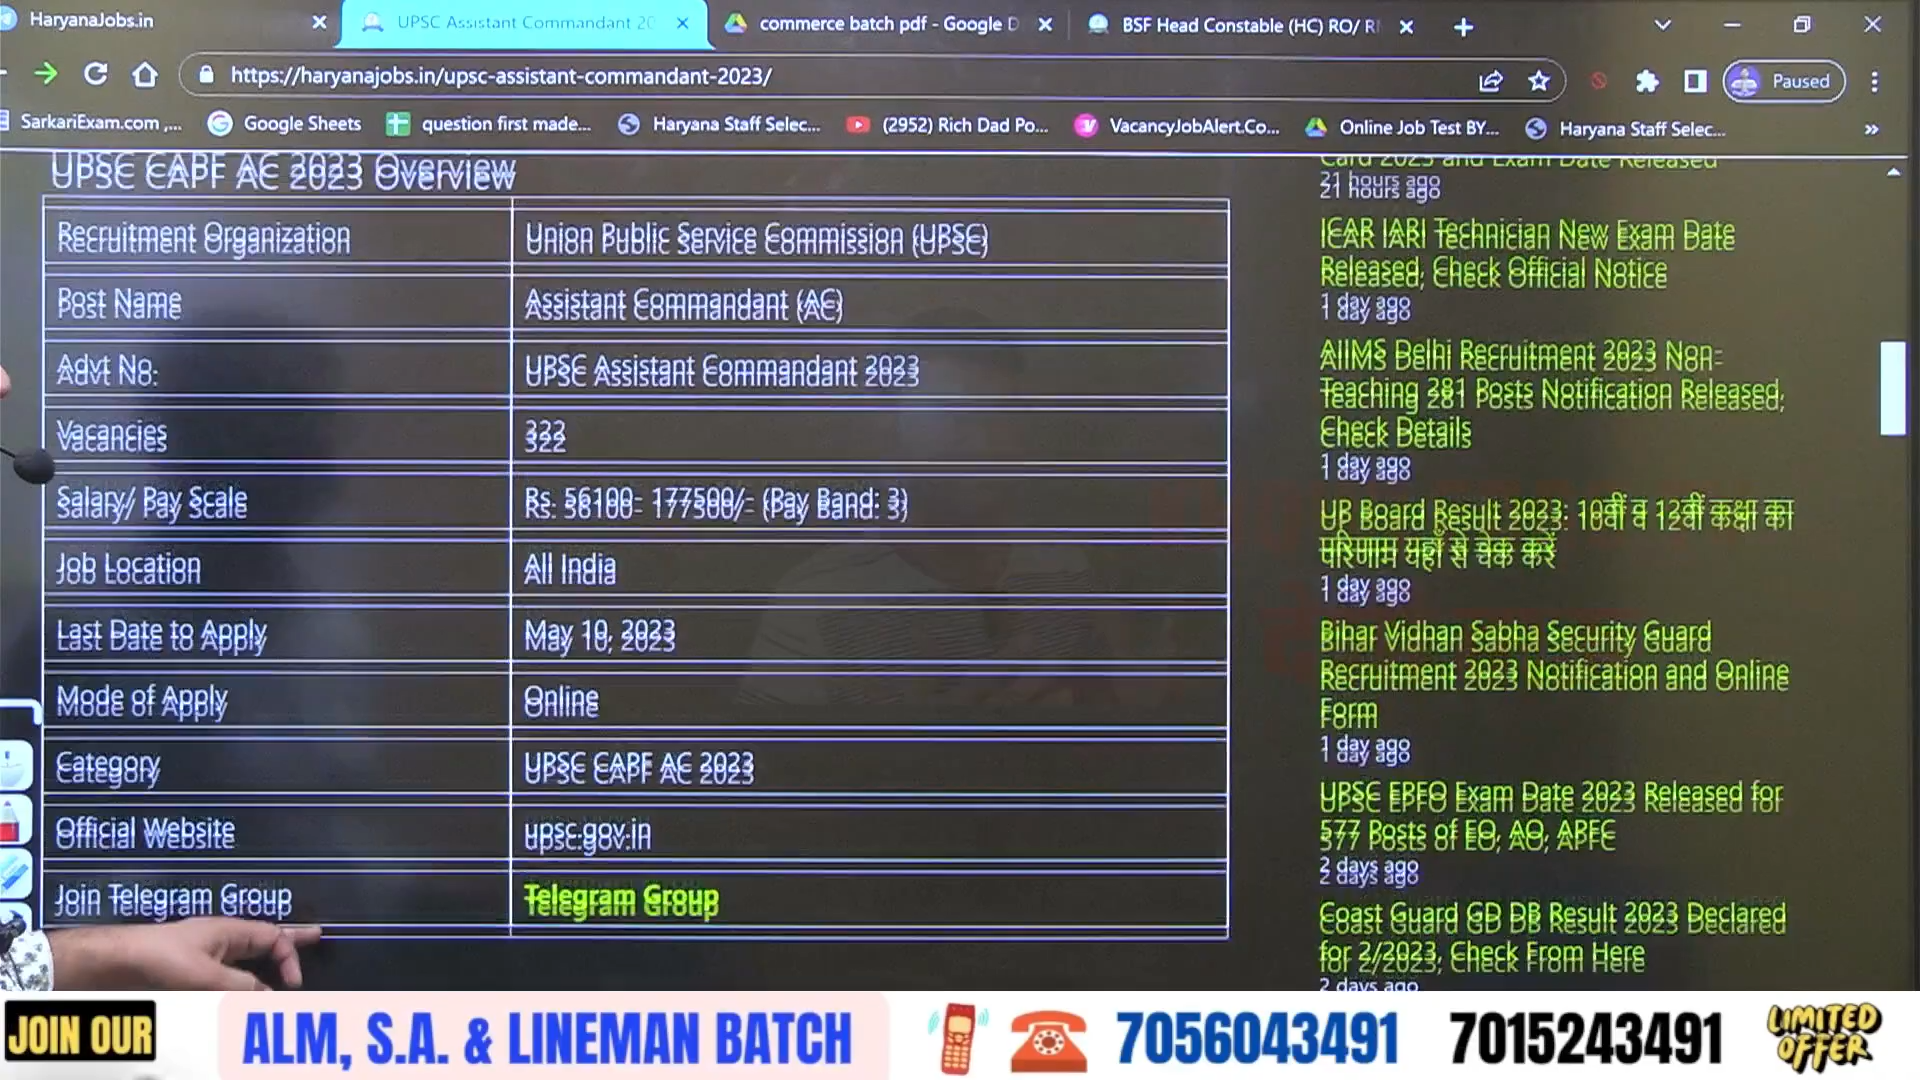 HaryanaJobs.in
UPSC Assistant Commandant 20
commerce batch pdf - Google D
BSF Head Constable (HC) RO/ R
https://haryanajobs.in/upsc-assistant-commandant-2023/
Paused
SarkariExam.com ,...
Google Sheets
question first made...
Haryana Staff Selec...
(2952) Rich Dad Po...
VacancyJobAlert.Co...
Online Job Test BY...
Haryana Staff Selec...
UPSC CAPF AC 2023 Overview
Recruitment Organization
Union Public Service Commission (UPSC)
Post Name
Assistant Commandant (AC)
Advt No.
UPSC Assistant Commandant 2023
Vacancies
322
Salary/ Pay Scale
Rs. 56100- 177500/- (Pay Band: 3)
Job Location
All India
Last Date to Apply
May 10, 2023
Mode of Apply
Online
Category
UPSC CAPF AC 2023
Official Website
upsc.gov.in
Join Telegram Group
Telegram Group
Card 2023 and Exam Date Released
21 hours ago
ICAR IARI Technician New Exam Date
Released, Check Official Notice
1 day ago
AIIMS Delhi Recruitment 2023 Non-
Teaching 281 Posts Notification Released,
Check Details
1 day ago
UP Board Result 2023: 10वीं व 12वीं कक्षा का
परिणाम यहाँ से चेक करें
1 day ago
Bihar Vidhan Sabha Security Guard
Recruitment 2023 Notification and Online
Form
1 day ago
UPSC EPFO Exam Date 2023 Released for
577 Posts of EO, AO, APFC
2 days ago
Coast Guard GD DB Result 2023 Declared
for 2/2023, Check From Here
2 days ago
JOIN OUR
ALM, S.A. & LINEMAN BATCH
7056043491
7015243491
LIMITED
OFFER